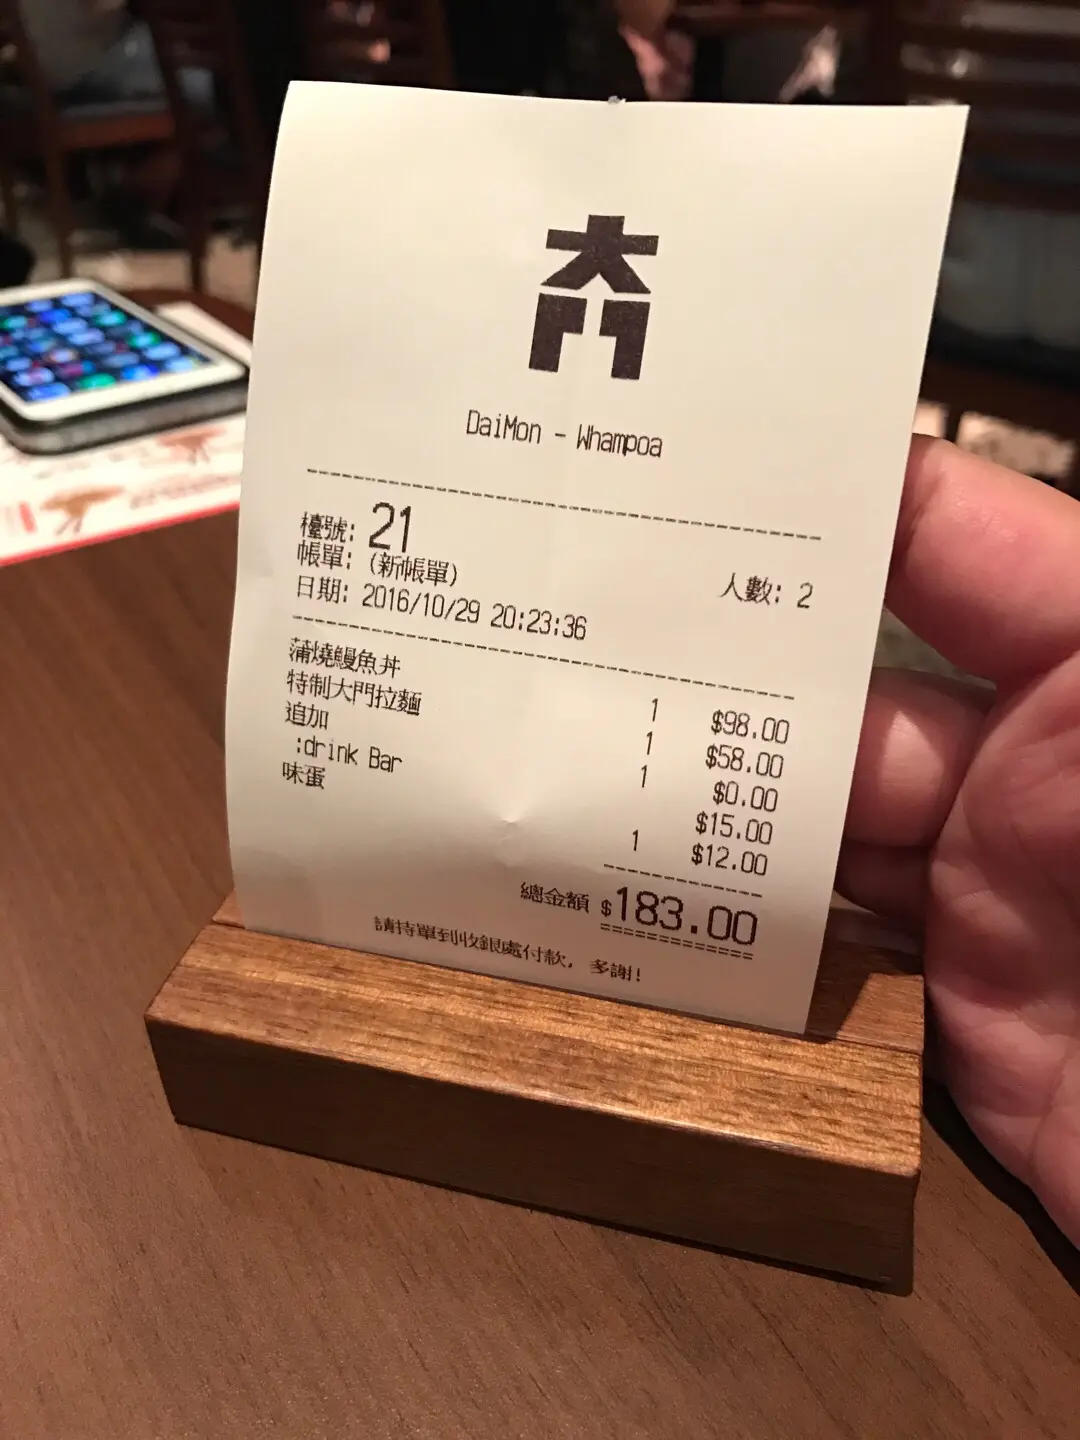 大門
DaiMon - Whampoa
檯號: 21
帳單: (新帳單) 人數: 2
日期: 2016/10/29 20:23:36
蒲燒鰻魚丼 1 $98.00
特制大門拉麵 1 $58.00
追加 1 $0.00
:drink Bar $15.00
味蛋 1 $12.00
總金額 $183.00
請持單到收銀處付款, 多謝!